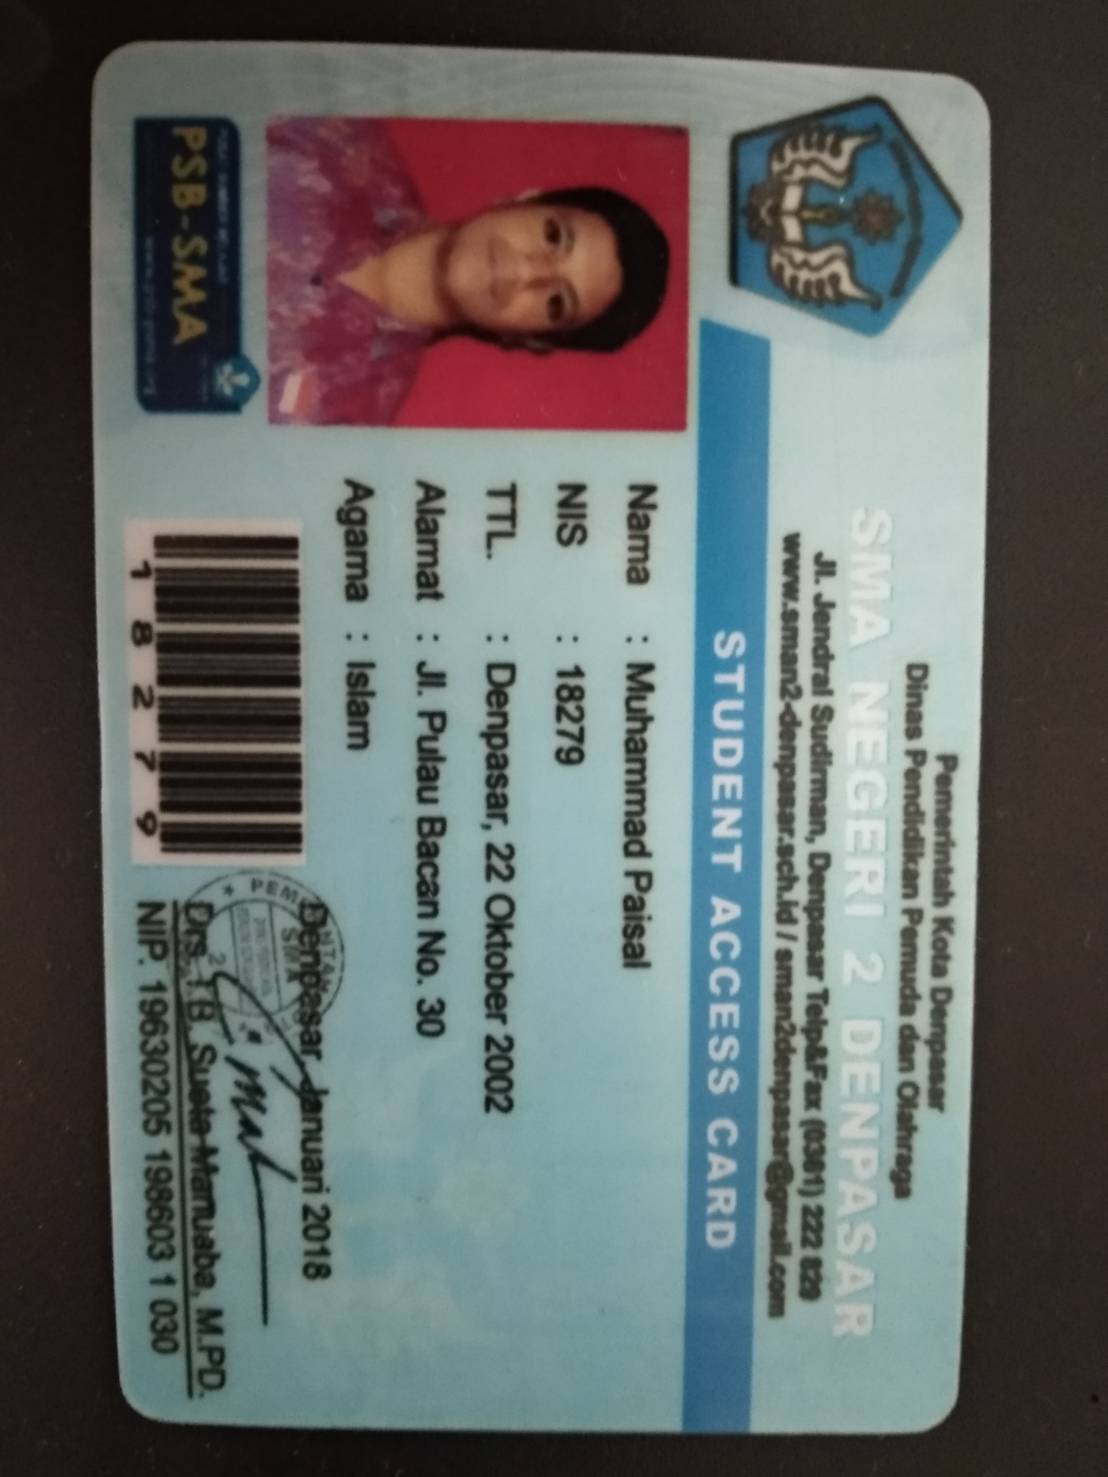 Pemerintah Kota Denpasar
Dinas Pendidikan Pemuda dan Olahraga
SMA NEGERI 2 DENPASAR
Jl. Jendral Sudirman, Denpasar Telp&Fax (0361) 222 829
www.sman2-denpasar.sch.id / sman2denpasar@gmail.com
STUDENT ACCESS CARD
Nama : Muhammad Paisal
NIS : 18279
TTL. : Denpasar, 22 Oktober 2002
Alamat : Jl. Pulau Bacan No. 30
Agama : Islam
PSB-SMA
18279
Denpasar, Januari 2018
Drs. I.B. Sueta Manuaba, M.PD.
NIP. 19630205 198603 1 030